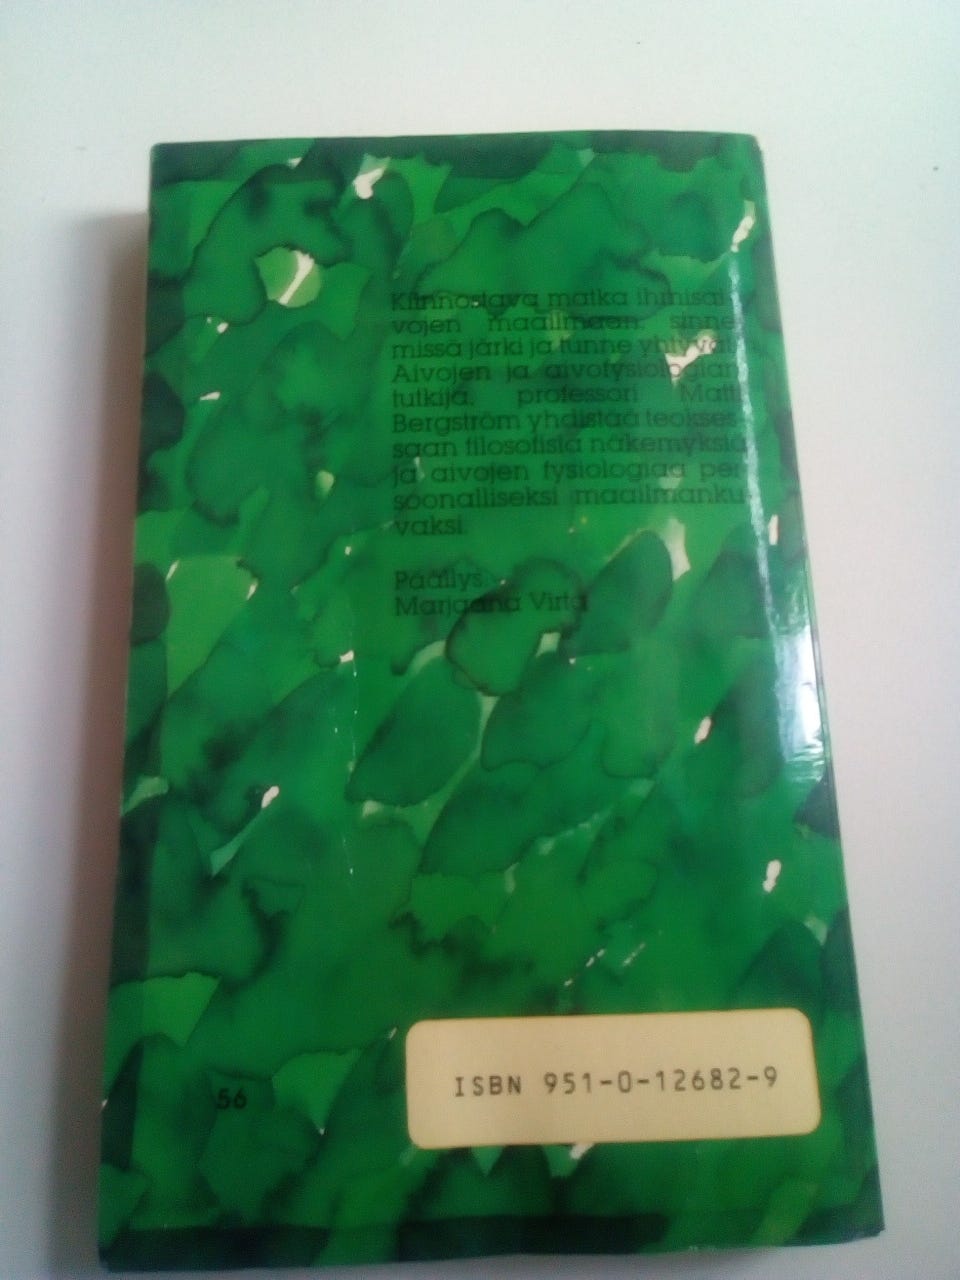 Kiinnostava matka ihmisai-
vojen maailmaan, sinne
missä järki ja tunne yhtyvät.
Aivojen ja aivofysiologian
tutkija, professori Matti
Bergström yhdistää teokses-
saan filosofisia näkemyksiä
ja aivojen fysiologiaa per-
soonalliseksi maailmanku-
vaksi.
Päällys:
Marjaana Virta
56
ISBN 951-0-12682-9